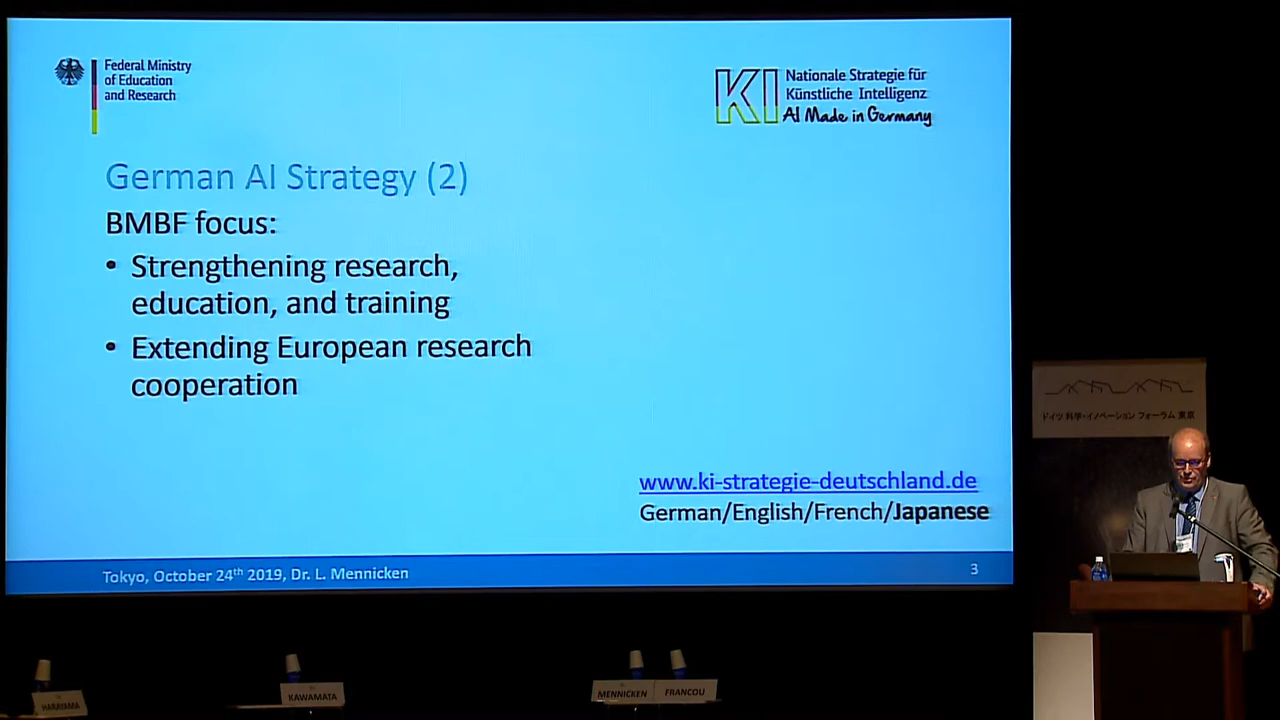 Federal Ministry
of Education
and Research
KI
Nationale Strategie für
Künstliche Intelligenz
AI Made in Germany
German AI Strategy (2)
BMBF focus:
• Strengthening research,
education, and training
• Extending European research
cooperation
www.ki-strategie-deutschland.de
German/English/French/Japanese
Tokyo, October 24th 2019, Dr. L. Mennicken
3
ドイツ 科学・イノベーション フォーラム 東京
HARAYAMA
KAWAMATA
MENNICKEN
FRANCOU